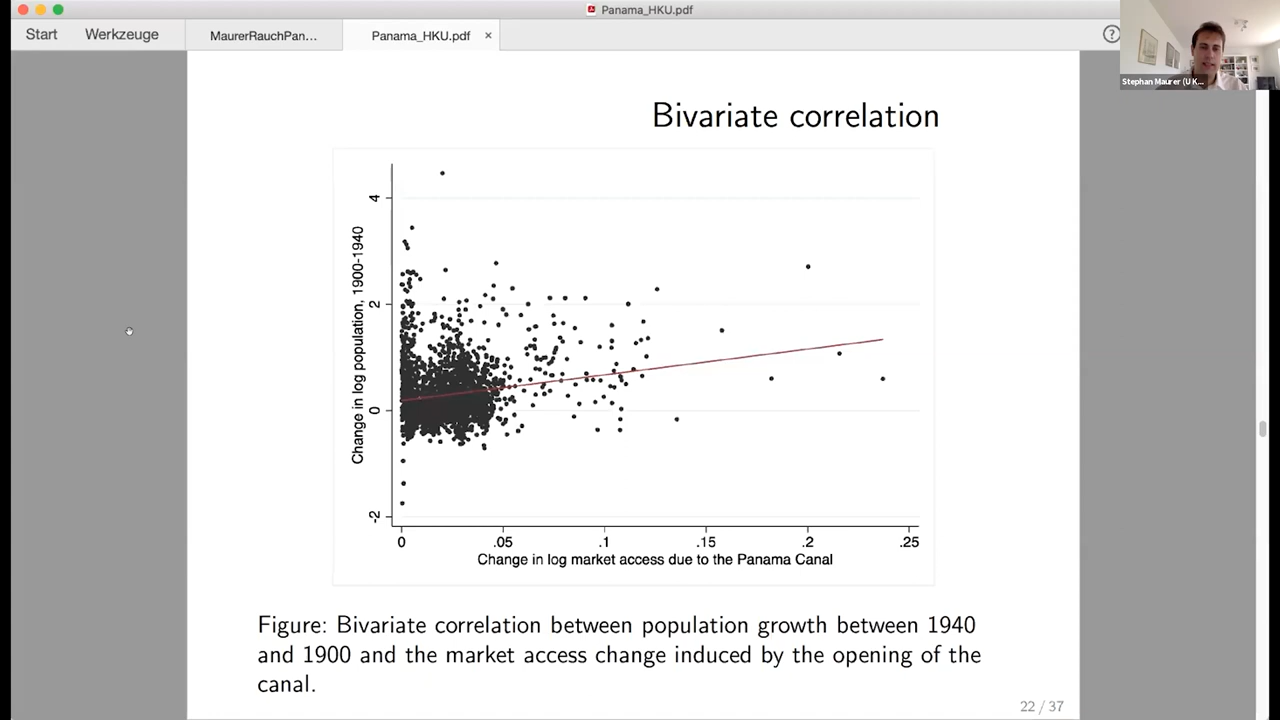 Panama_HKU.pdf
Start Werkzeuge MaurerRauchPan... Panama_HKU.pdf × ?
Stephan Maurer (U K...
Bivariate correlation
Change in log population, 1900-1940
4
2
0
-2
0 .05 .1 .15 .2 .25
Change in log market access due to the Panama Canal
Figure: Bivariate correlation between population growth between 1940
and 1900 and the market access change induced by the opening of the
canal.
22 / 37